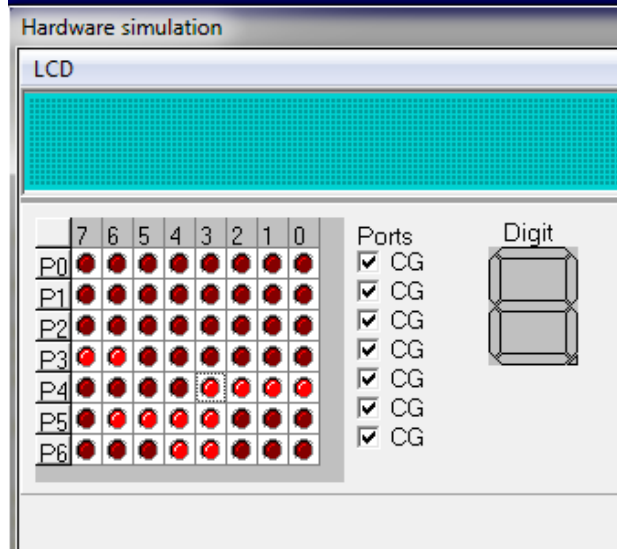 Hardware simulation
LCD
7 6 5 4 3 2 1 0
P0
P1
P2
P3
P4
P5
P6
Ports
CG
CG
CG
CG
CG
CG
CG
Digit